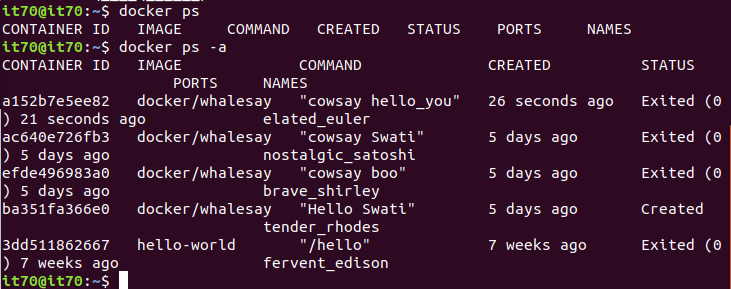 it70@it70:~$ docker ps
CONTAINER ID   IMAGE     COMMAND   CREATED   STATUS    PORTS     NAMES
it70@it70:~$ docker ps -a
CONTAINER ID   IMAGE             COMMAND              CREATED          STATUS
                   PORTS     NAMES
a152b7e5ee82   docker/whalesay   "cowsay hello_you"   26 seconds ago   Exited (0
) 21 seconds ago             elated_euler
ac640e726fb3   docker/whalesay   "cowsay Swati"       5 days ago       Exited (0
) 5 days ago                 nostalgic_satoshi
efde496983a0   docker/whalesay   "cowsay boo"         5 days ago       Exited (0
) 5 days ago                 brave_shirley
ba351fa366e0   docker/whalesay   "Hello Swati"        5 days ago       Created
                             tender_rhodes
3dd511862667   hello-world       "/hello"             7 weeks ago      Exited (0
) 7 weeks ago                fervent_edison
it70@it70:~$